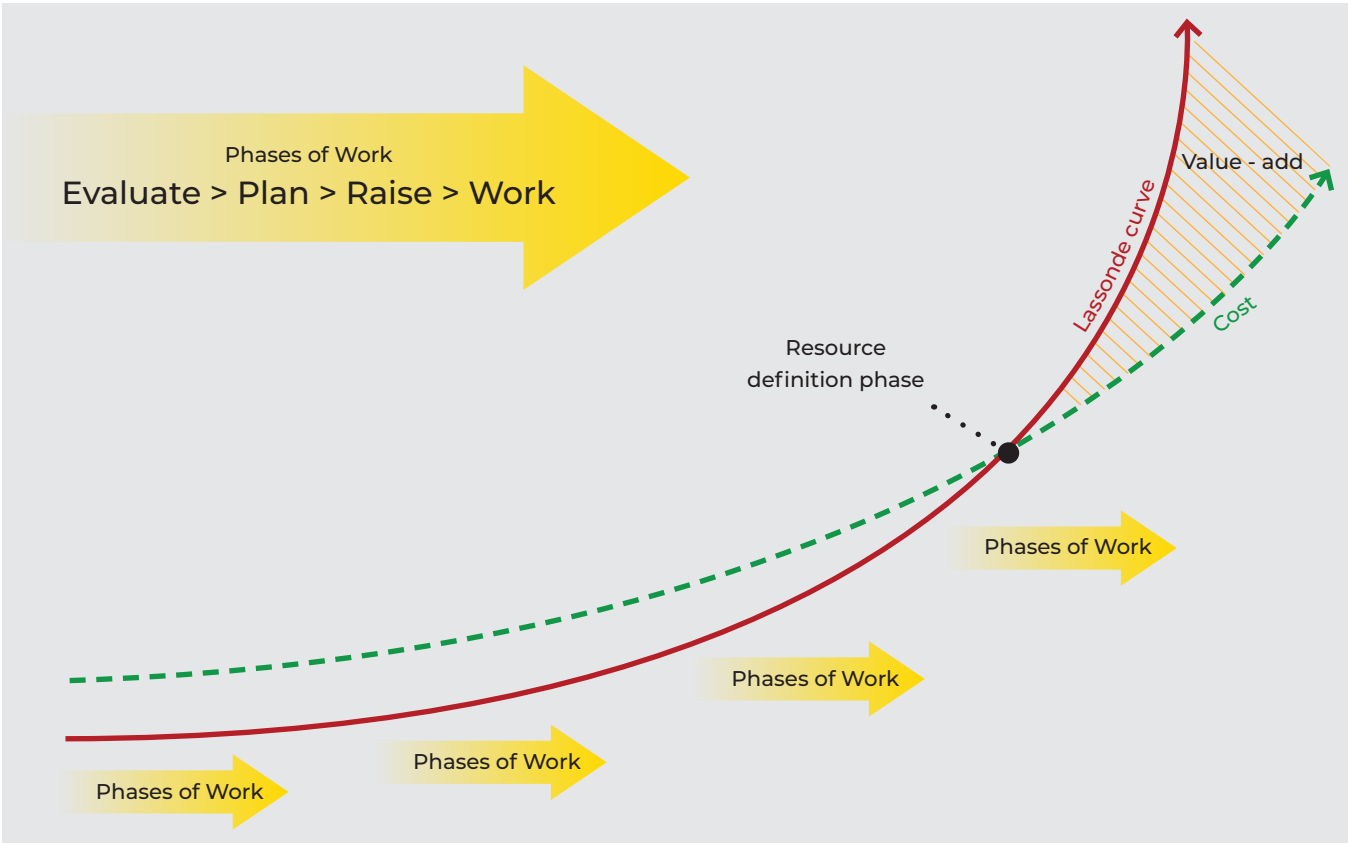 Phases of Work
Evaluate > Plan > Raise > Work
Value - add
Lassonde curve
Cost
Resource
definition phase
Phases of Work
Phases of Work
Phases of Work
Phases of Work